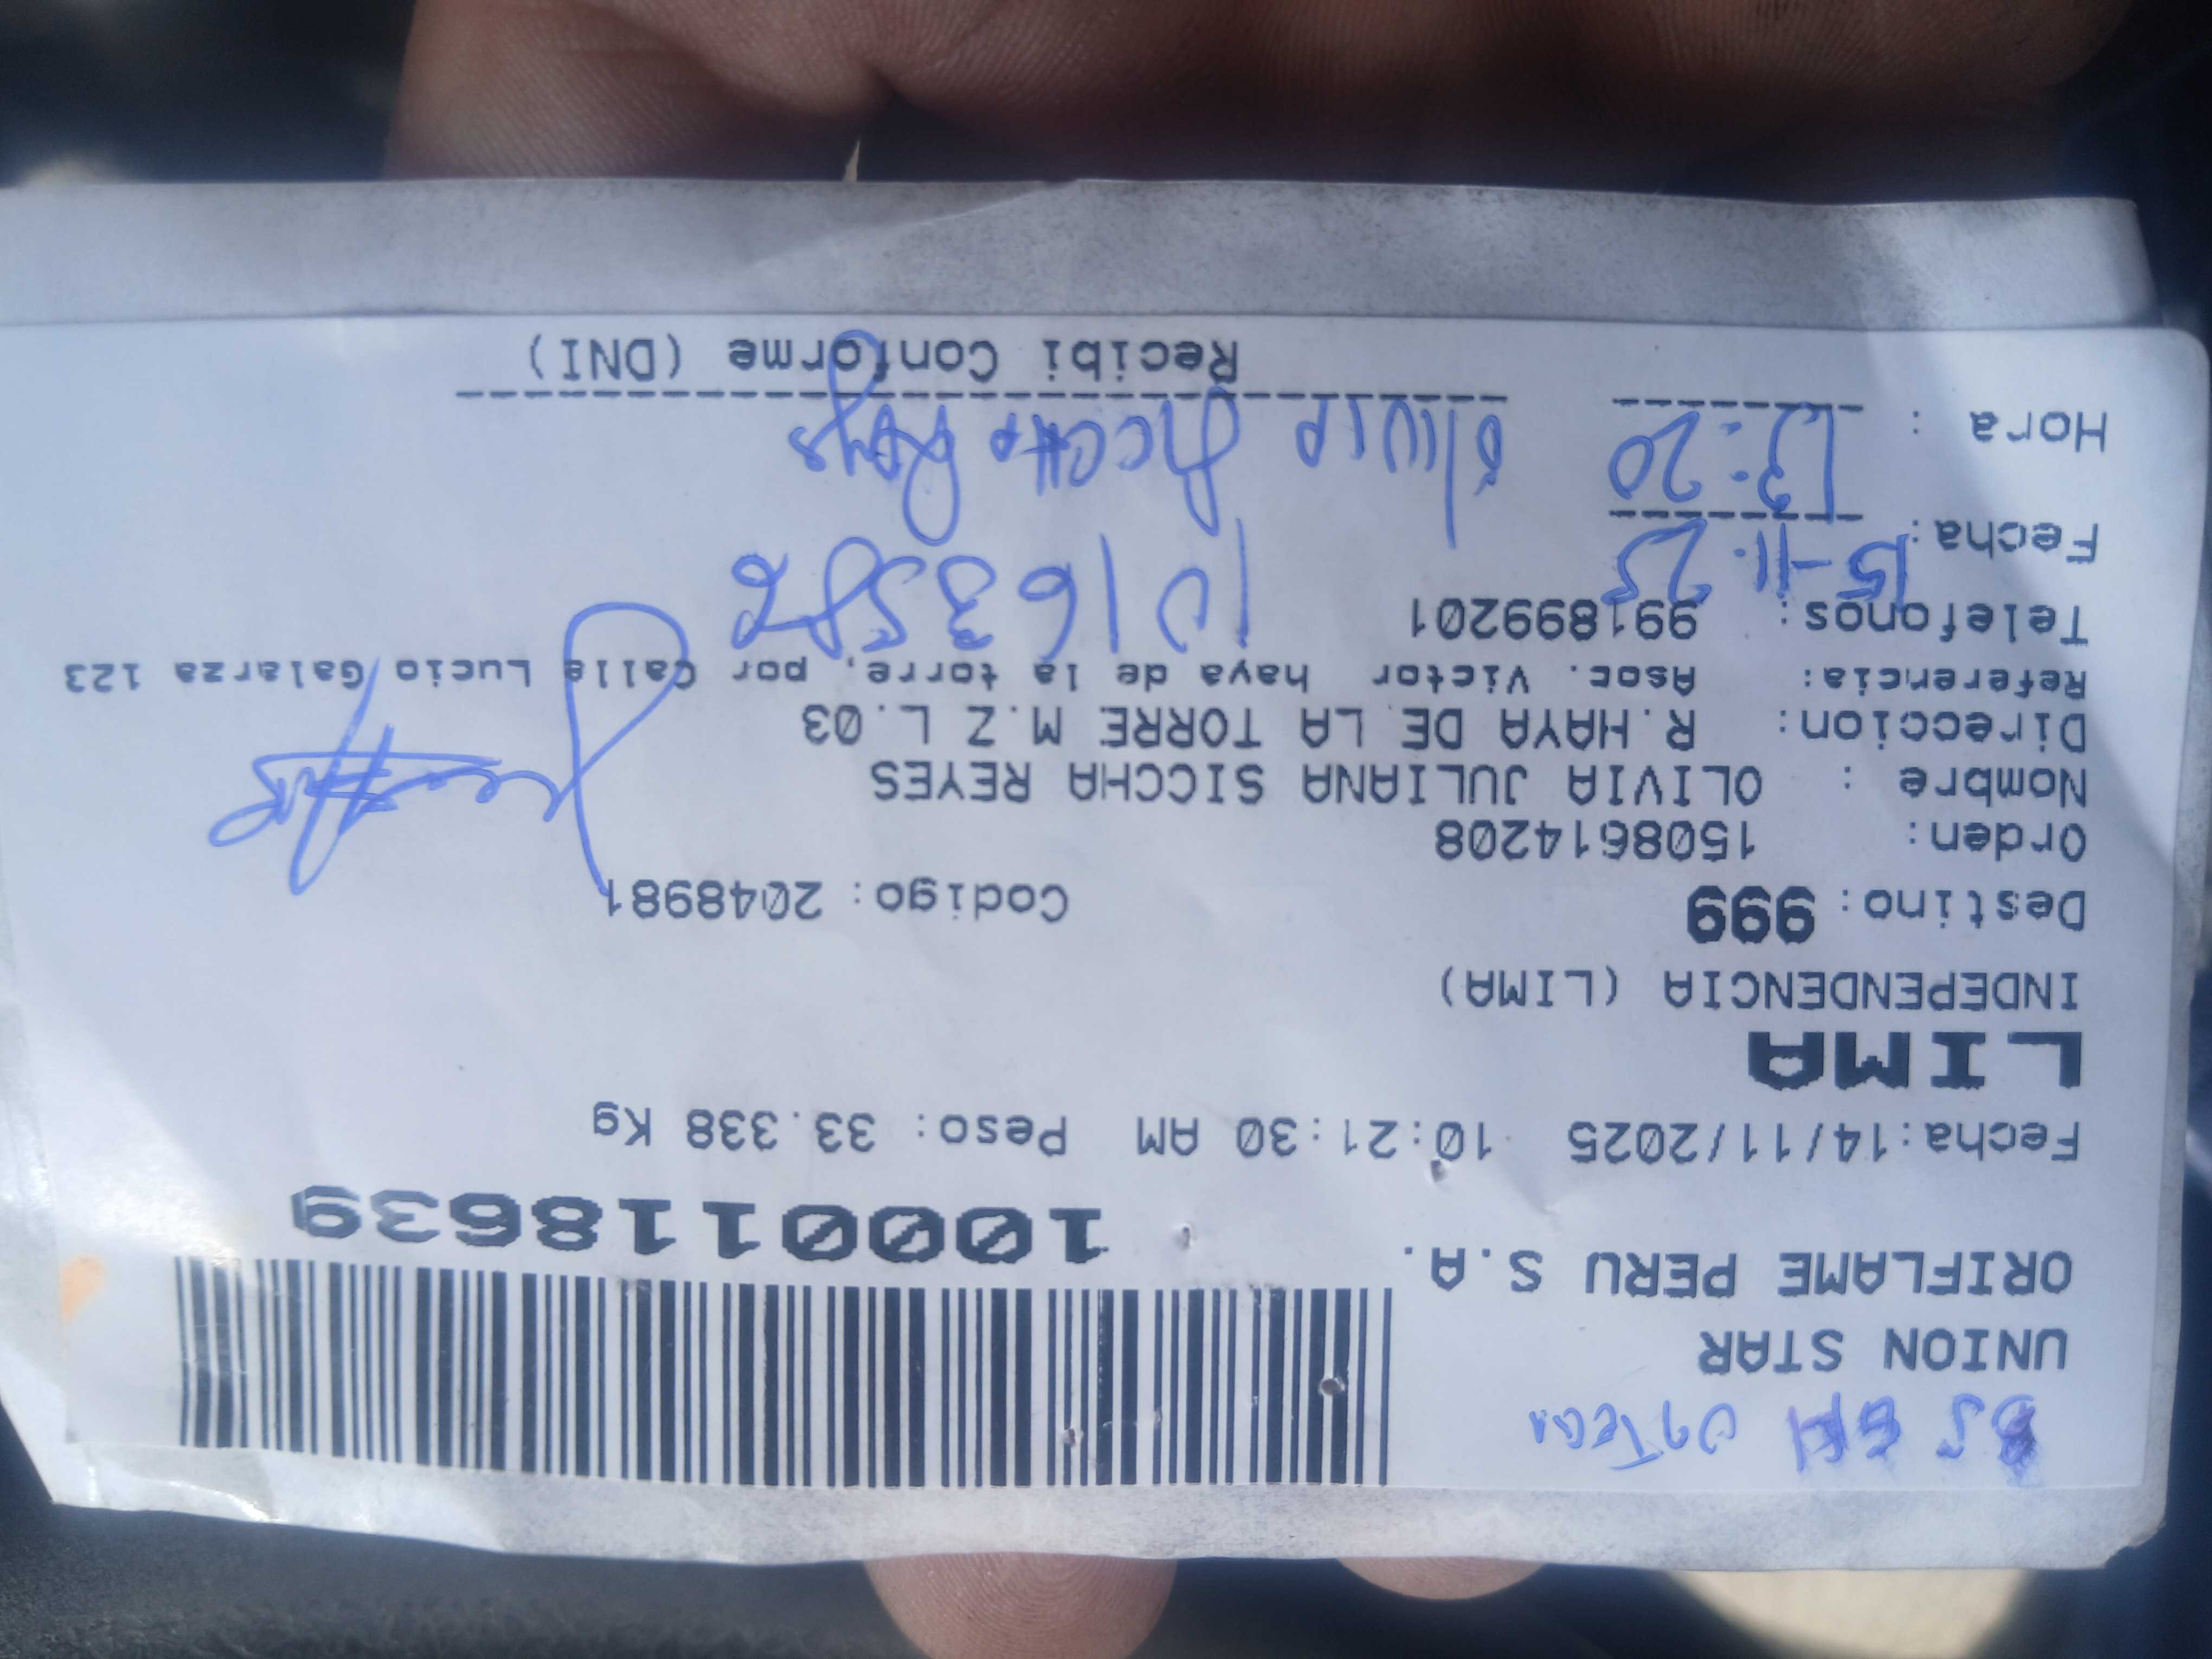 UNION STAR
ORIFLAME PERU S.A.
1000118639
Fecha:14/11/2025 10:21:30 AM Peso: 33.338 Kg
LIMA
INDEPENDENCIA (LIMA)
Destino: 999 Codigo: 2048981
Orden: 1508614208
Nombre : OLIVIA JULIANA SICCHA REYES
Direccion: R.HAYA DE LA TORRE M.Z L.03
Referencia: Asoc. Victor haya de la torre, por Calle Lucio Galarza 123
Telefonos: 991899201
Fecha: 15-11-25
Hora : 13:20
Recibi Conforme (DNI)